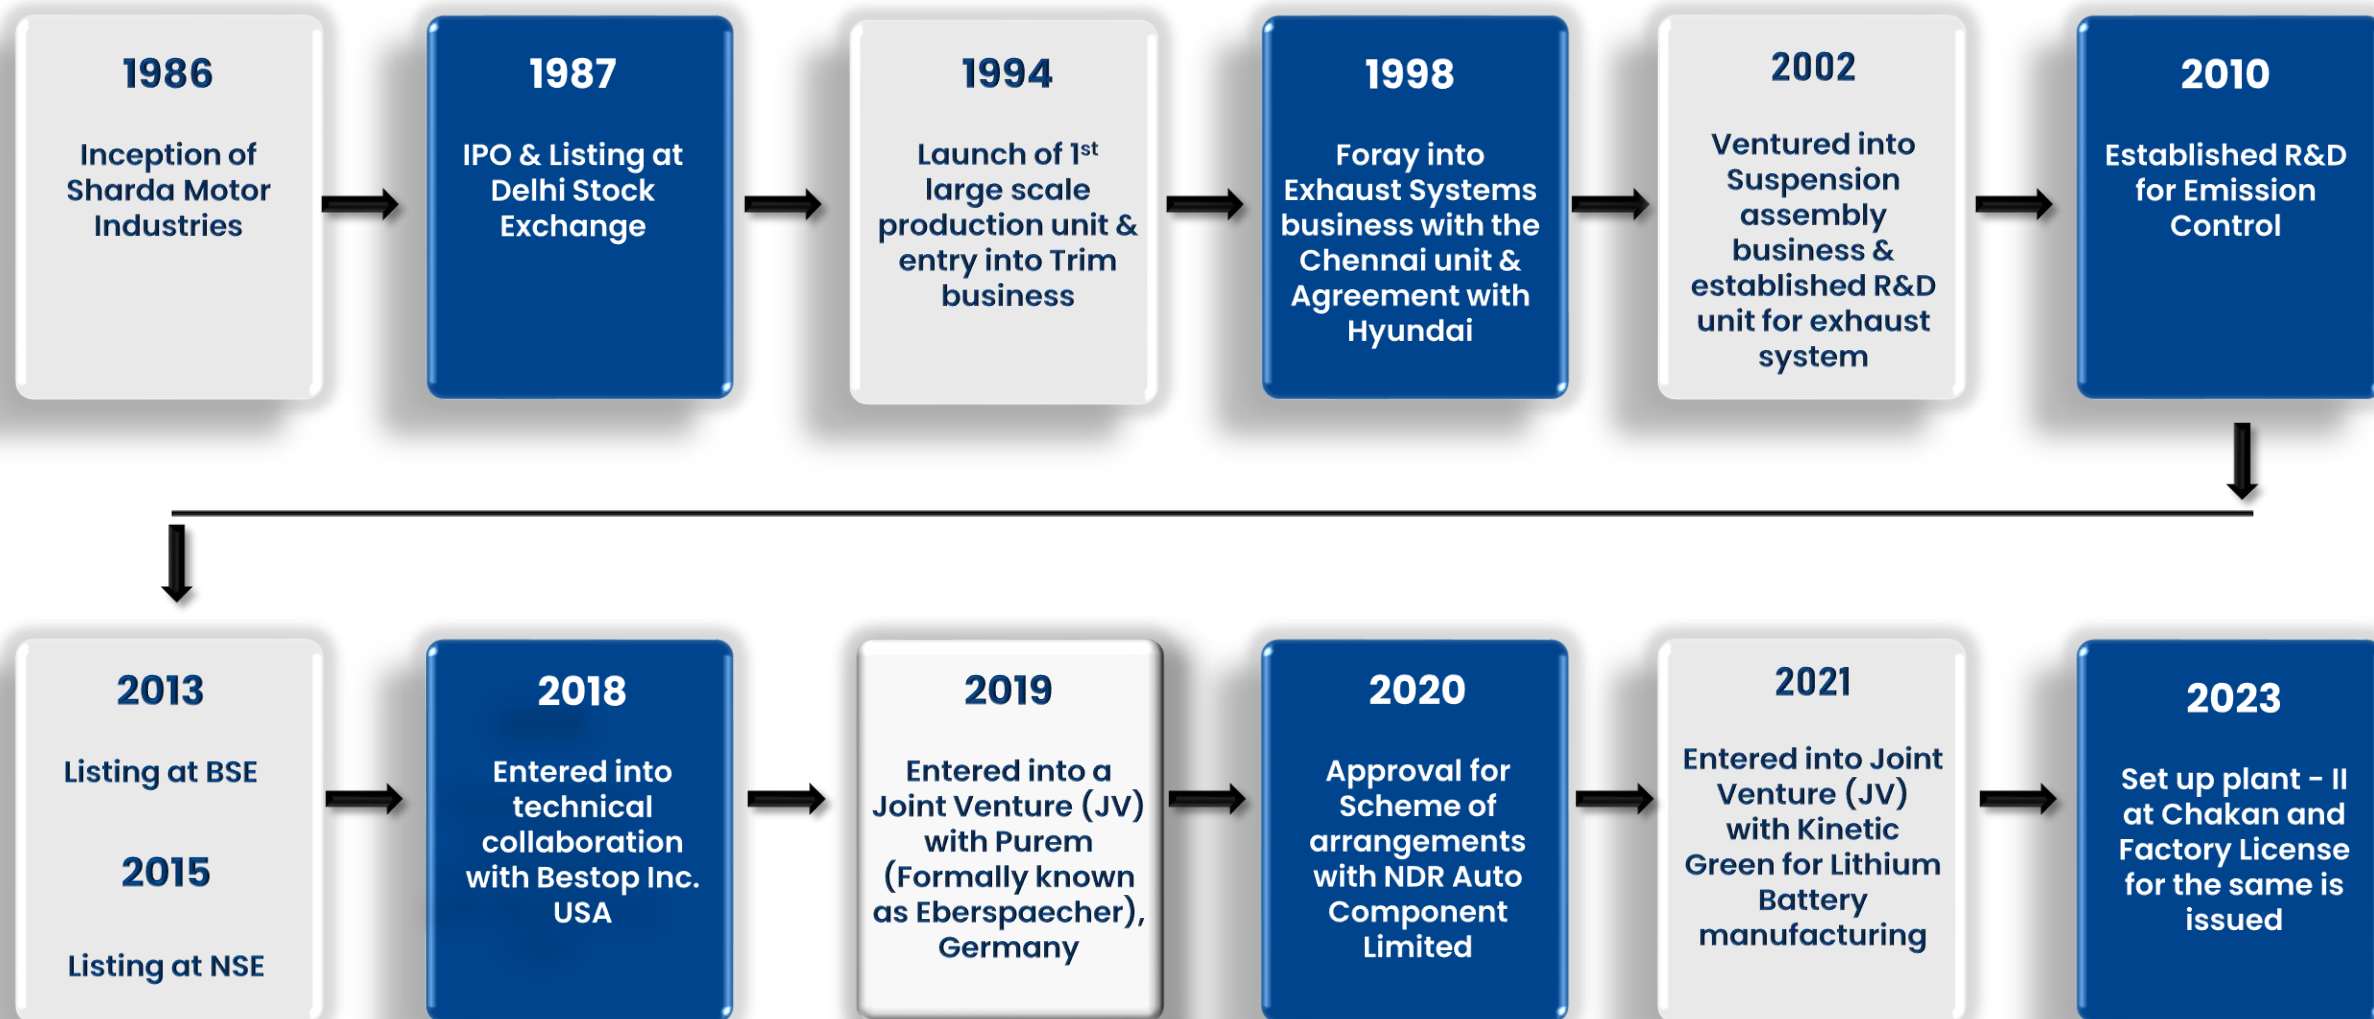 1986
Inception of
Sharda Motor
Industries
1987
IPO & Listing at
Delhi Stock
Exchange
1994
Launch of 1st
large scale
production unit &
entry into Trim
business
1998
Foray into
Exhaust Systems
business with the
Chennai unit &
Agreement with
Hyundai
2002
Ventured into
Suspension
assembly
business &
established R&D
unit for exhaust
system
2010
Established R&D
for Emission
Control
2013
Listing at BSE
2015
Listing at NSE
2018
Entered into
technical
collaboration
with Bestop Inc.
USA
2019
Entered into a
Joint Venture (JV)
with Purem
(Formally known
as Eberspaecher),
Germany
2020
Approval for
Scheme of
arrangements
with NDR Auto
Component
Limited
2021
Entered into Joint
Venture (JV)
with Kinetic
Green for Lithium
Battery
manufacturing
2023
Set up plant - II
at Chakan and
Factory License
for the same is
issued